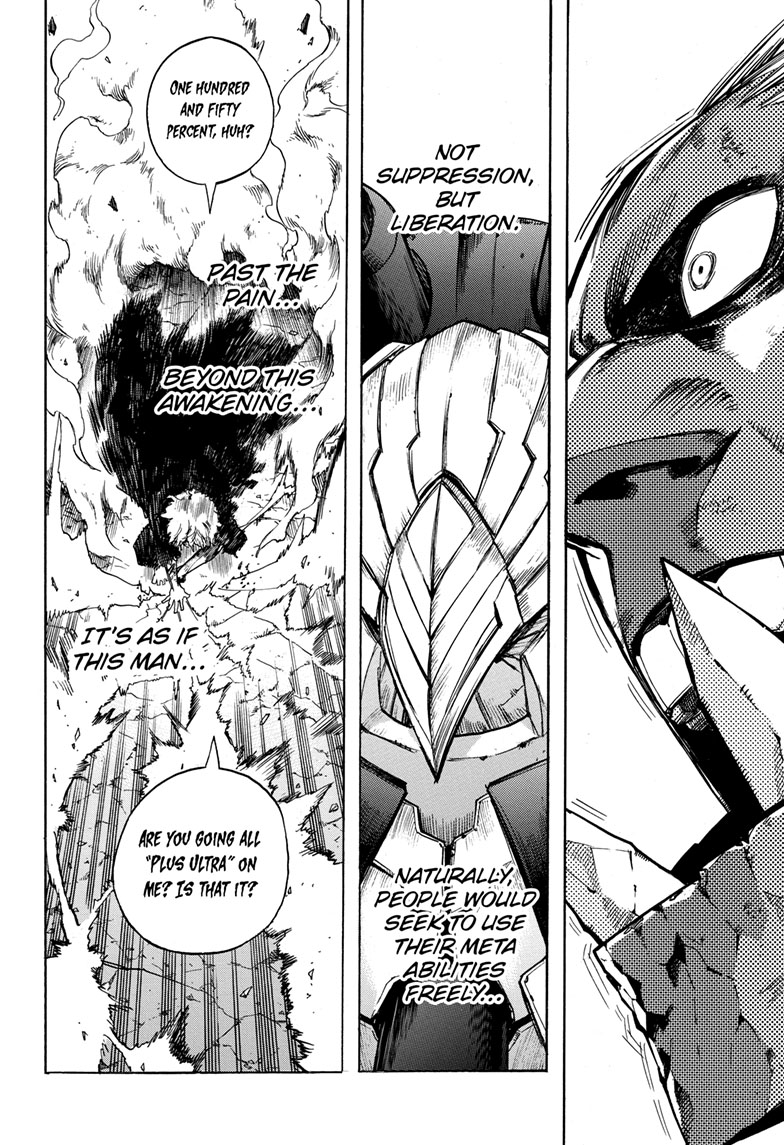 NOT
SUPPRESSION,
BUT
LIBERATION.
NATURALLY,
PEOPLE WOULD
SEEK TO USE
THEIR META
ABILITIES
FREELY...
ONE HUNDRED
AND FIFTY
PERCENT, HUH?
PAST THE
PAIN...
BEYOND THIS
AWAKENING...
IT'S AS IF
THIS MAN...
ARE YOU GOING ALL
"PLUS ULTRA" ON
ME? IS THAT IT?